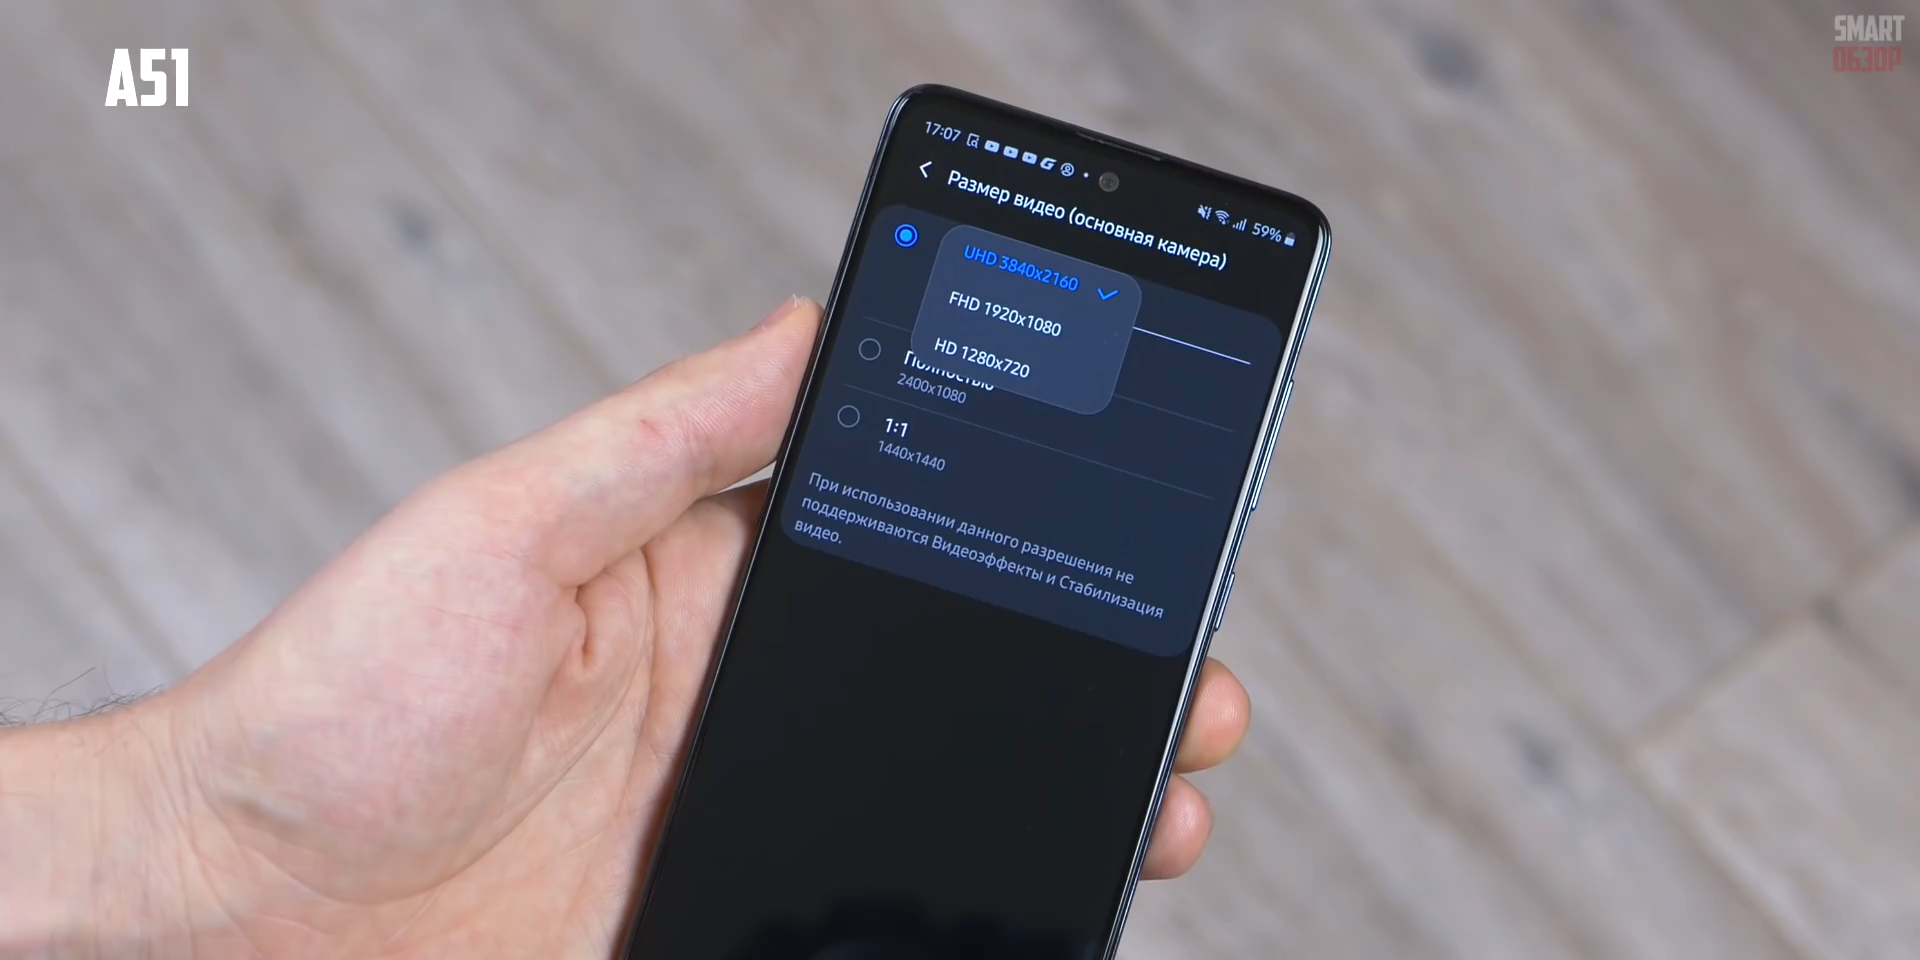 A51
SMART
ОБЗОР
17:07
59%
Размер видео (основная камера)
UHD 3840x2160
FHD 1920x1080
HD 1280x720
Полностью
2400x1080
1:1
1440x1440
При использовании данного разрешения не
поддерживаются Видеоэффекты и Стабилизация
видео.